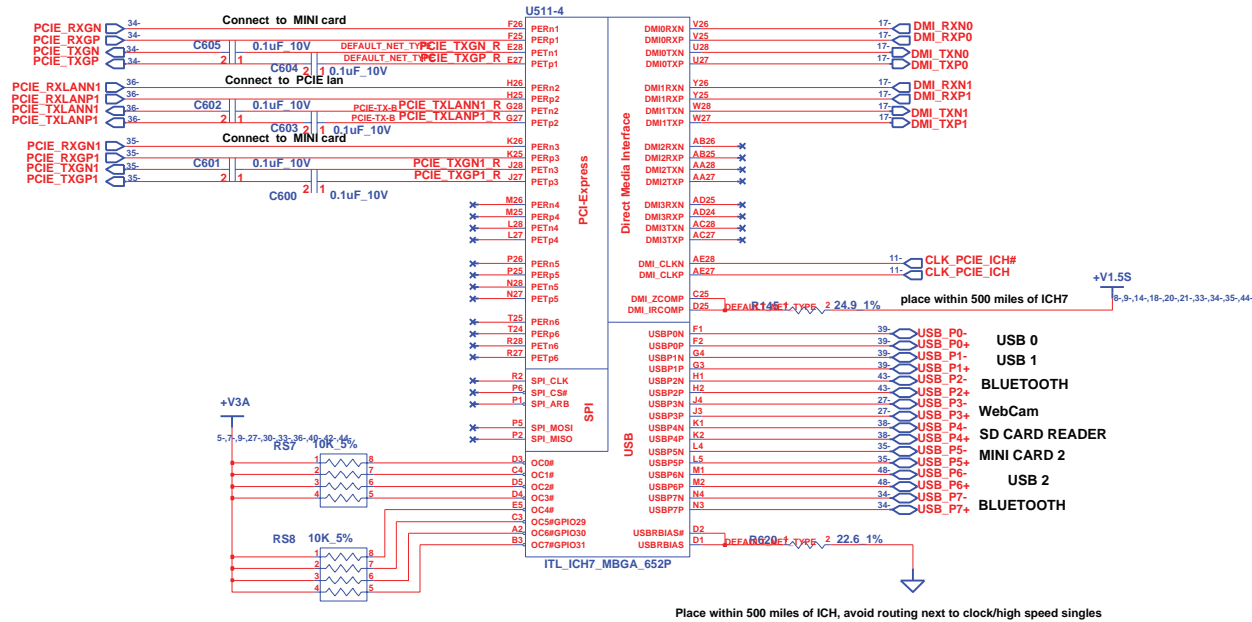 U511-4
Connect to MINI card
PCIE_RXGN 34- F26 PERn1 DMI0RXN V26 17- DMI_RXN0
PCIE_RXGP 34- F25 PERp1 DMI0RXP V25 17- DMI_RXP0
PCIE_TXGN 34- C605 0.1uF_10V DEFAULT_NET_TYPE PCIE_TXGN_R E28 PETn1 DMI0TXN U28 17- DMI_TXN0
PCIE_TXGP 34- 2 1 DEFAULT_NET_TYPE PCIE_TXGP_R E27 PETp1 DMI0TXP U27 17- DMI_TXP0
C604 2 1 0.1uF_10V
Connect to PCIE lan
PCIE_RXLANN1 36- H26 PERn2 DMI1RXN Y26 17- DMI_RXN1
PCIE_RXLANP1 36- H25 PERp2 DMI1RXP Y25 17- DMI_RXP1
PCIE_TXLANN1 36- C602 0.1uF_10V PCIE-TX-B PCIE_TXLANN1_R G28 PETn2 DMI1TXN W28 17- DMI_TXN1
PCIE_TXLANP1 36- 2 1 PCIE-TX-B PCIE_TXLANP1_R G27 PETp2 DMI1TXP W27 17- DMI_TXP1
C603 2 1 0.1uF_10V
Connect to MINI card
PCIE_RXGN1 35- K26 PERn3 DMI2RXN AB26
PCIE_RXGP1 35- K25 PERp3 DMI2RXP AB25
PCIE_TXGN1 35- C601 0.1uF_10V PCIE_TXGN1_R J28 PETn3 DMI2TXN AA28
PCIE_TXGP1 35- 2 1 PCIE_TXGP1_R J27 PETp3 DMI2TXP AA27
C600 2 1 0.1uF_10V
PCI-Express
Direct Media Interface
M26 PERn4 DMI3RXN AD25
M25 PERp4 DMI3RXP AD24
L28 PETn4 DMI3TXN AC28
L27 PETp4 DMI3TXP AC27
P26 PERn5 DMI_CLKN AE28 11- CLK_PCIE_ICH#
P25 PERp5 DMI_CLKP AE27 11- CLK_PCIE_ICH
N28 PETn5
+V1.5S
N27 PETp5 DMI_ZCOMP C25 place within 500 miles of ICH7 8-,9-,14-,18-,20-,21-,33-,34-,35-,44-
DMI_IRCOMP D25 DEFAULT_NET_TYPE R145 1 2 24.9_1%
T25 PERn6
T24 PERp6 USBP0N F1 39- USB_P0-
R28 PETn6 USBP0P F2 39- USB_P0+ USB 0
R27 PETp6 USBP1N G4 39- USB_P1-
USBP1P G3 39- USB_P1+ USB 1
R2 SPI_CLK USBP2N H1 43- USB_P2-
P6 SPI_CS# USBP2P H2 43- USB_P2+ BLUETOOTH
P1 SPI_ARB USBP3N J4 27- USB_P3-
SPI
USBP3P J3 27- USB_P3+ WebCam
P5 SPI_MOSI USBP4N K1 38- USB_P4-
P2 SPI_MISO USBP4P K2 38- USB_P4+ SD CARD READER
USB
USBP5N L4 35- USB_P5-
USBP5P L5 35- USB_P5+ MINI CARD 2
USBP6N M1 48- USB_P6-
USBP6P M2 48- USB_P6+ USB 2
USBP7N N4 34- USB_P7-
USBP7P N3 34- USB_P7+ BLUETOOTH
+V3A
5-,7-,9-,27-,30-,33-,36-,40-,42-,44-
RS7 10K_5%
1 8 D3 OC0#
2 7 C4 OC1#
3 6 D5 OC2#
4 5 D4 OC3#
E5 OC4#
C3 OC5#GPIO29
A2 OC6#GPIO30 USBRBIAS# D2
B3 OC7#GPIO31 USBRBIAS D1 DEFAULT_NET_TYPE R620 1 2 22.6_1%
RS8 10K_5%
1 8
2 7
3 6
4 5
ITL_ICH7_MBGA_652P
Place within 500 miles of ICH, avoid routing next to clock/high speed singles